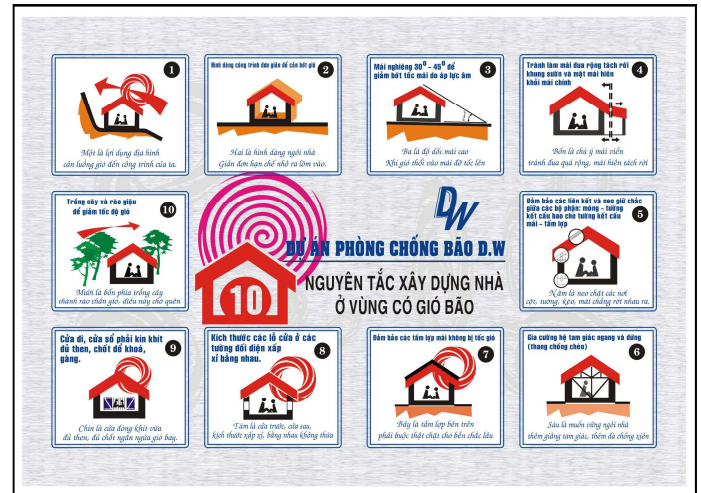 1
Một là lợi dụng địa hình
cản luồng gió đến công trình của ta.
Hình dáng công trình đơn giản để cản bớt gió
2
Hai là hình dáng ngôi nhà
Giản đơn hạn chế nhô ra lõm vào.
Mái nghiêng 30⁰ - 45⁰ để
giảm bớt tốc mái do áp lực âm
3
Ba là độ dốc mái cao
Khi gió thổi vào mái đỡ tốc lên
Tránh làm mái đua rộng tách rời
khung sườn và mặt mái hiên
khỏi mái chính
4
Bốn là chú ý mái viền
tránh đua quá rộng, mái hiên tách rời
Trồng cây và rào giậu
để giảm tốc độ gió
10
Mười là bốn phía trồng cây
thành rào chắn gió, điều này chớ quên
DW
DỰ ÁN PHÒNG CHỐNG BÃO D.W
10
NGUYÊN TẮC XÂY DỰNG NHÀ
Ở VÙNG CÓ GIÓ BÃO
Đảm bảo các liên kết và neo giữ chắc
giữa các bộ phận: móng - tường
kết cấu bao che tường kết cấu
mái - tấm lợp
5
Năm là neo chặt các nơi
cột, tường, kèo, mái chẳng rời nhau ra.
Cửa đi, cửa sổ phải kín khít
đủ then, chốt để khoá,
gàng.
9
Chín là cửa đóng khít vừa
đủ then, đủ chốt ngăn ngừa gió bay.
Kích thước các lỗ cửa ở các
tường đối diện xấp
xỉ bằng nhau.
8
Tám là cửa trước, cửa sau,
kích thước xấp xỉ, bằng nhau không thừa
Đảm bảo các tấm lợp mái không bị tốc gió
7
Bảy là tấm lợp bên trên
phải buộc thật chặt cho bền chắc lâu
Gia cường hệ tam giác ngang và đứng
(thang chống chéo)
6
Sáu là muốn vững ngôi nhà
thêm giằng tam giác, thêm đà chống xiên